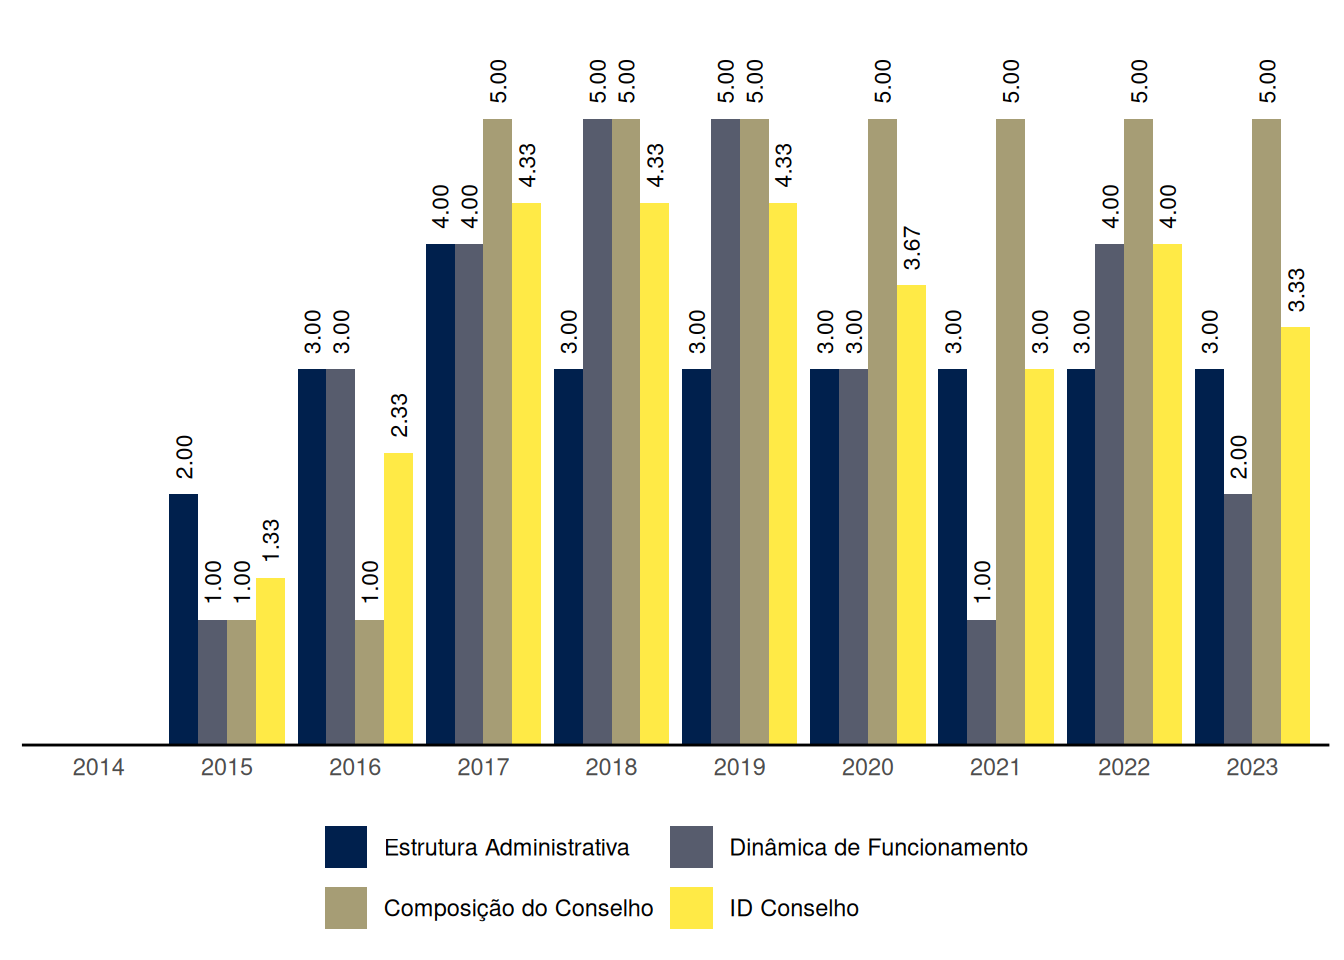 5.00 5.00 5.00 5.00 5.00 5.00 5.00 5.00 5.00
4.33 4.33 4.33
4.00 4.00 4.00 4.00
3.67
3.33
3.00 3.00 3.00 3.00 3.00 3.00 3.00 3.00 3.00 3.00
2.33
2.00 2.00
1.33
1.00 1.00 1.00 1.00
2014 2015 2016 2017 2018 2019 2020 2021 2022 2023
Estrutura Administrativa Dinâmica de Funcionamento
Composição do Conselho ID Conselho